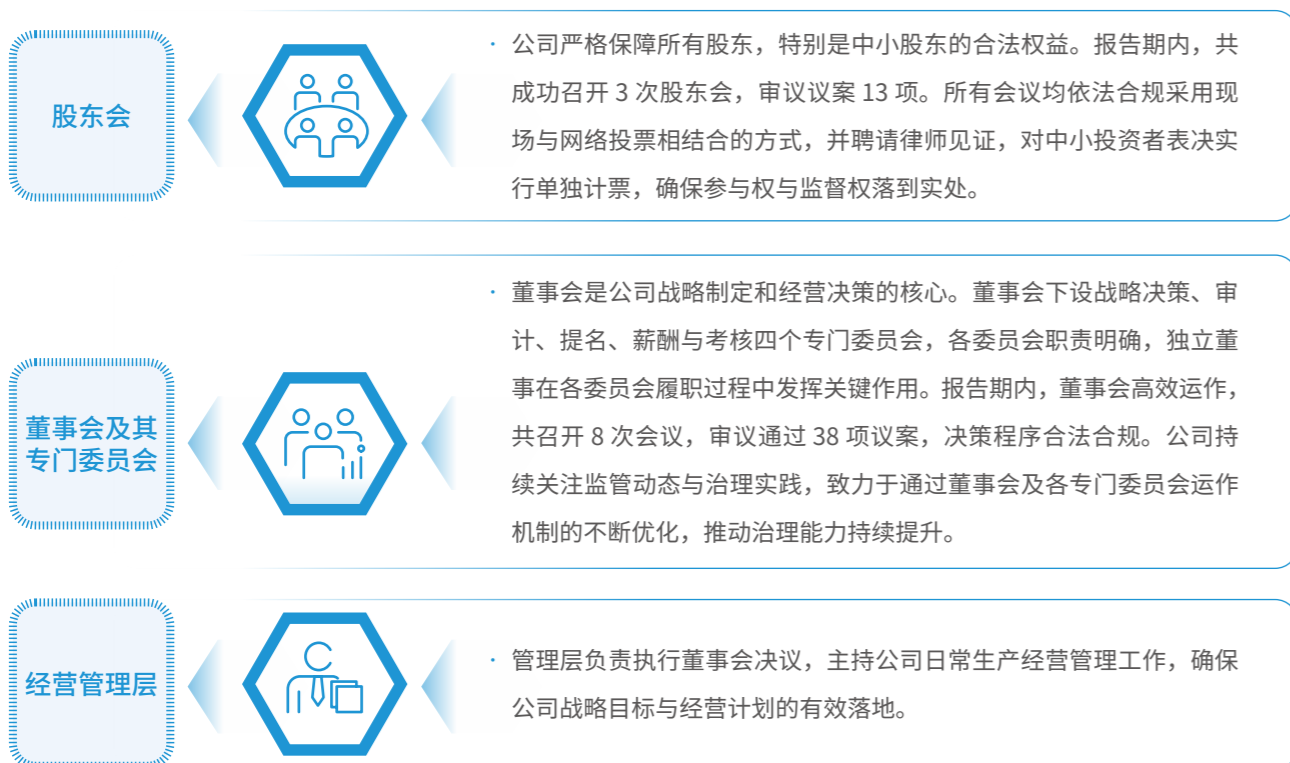 股东会
· 公司严格保障所有股东，特别是中小股东的合法权益。报告期内，共
成功召开 3 次股东会，审议议案 13 项。所有会议均依法合规采用现
场与网络投票相结合的方式，并聘请律师见证，对中小投资者表决实
行单独计票，确保参与权与监督权落到实处。
董事会及其
专门委员会
· 董事会是公司战略制定和经营决策的核心。董事会下设战略决策、审
计、提名、薪酬与考核四个专门委员会，各委员会职责明确，独立董
事在各委员会履职过程中发挥关键作用。报告期内，董事会高效运作，
共召开 8 次会议，审议通过 38 项议案，决策程序合法合规。公司持
续关注监管动态与治理实践，致力于通过董事会及各专门委员会运作
机制的不断优化，推动治理能力持续提升。
经营管理层
· 管理层负责执行董事会决议，主持公司日常生产经营管理工作，确保
公司战略目标与经营计划的有效落地。